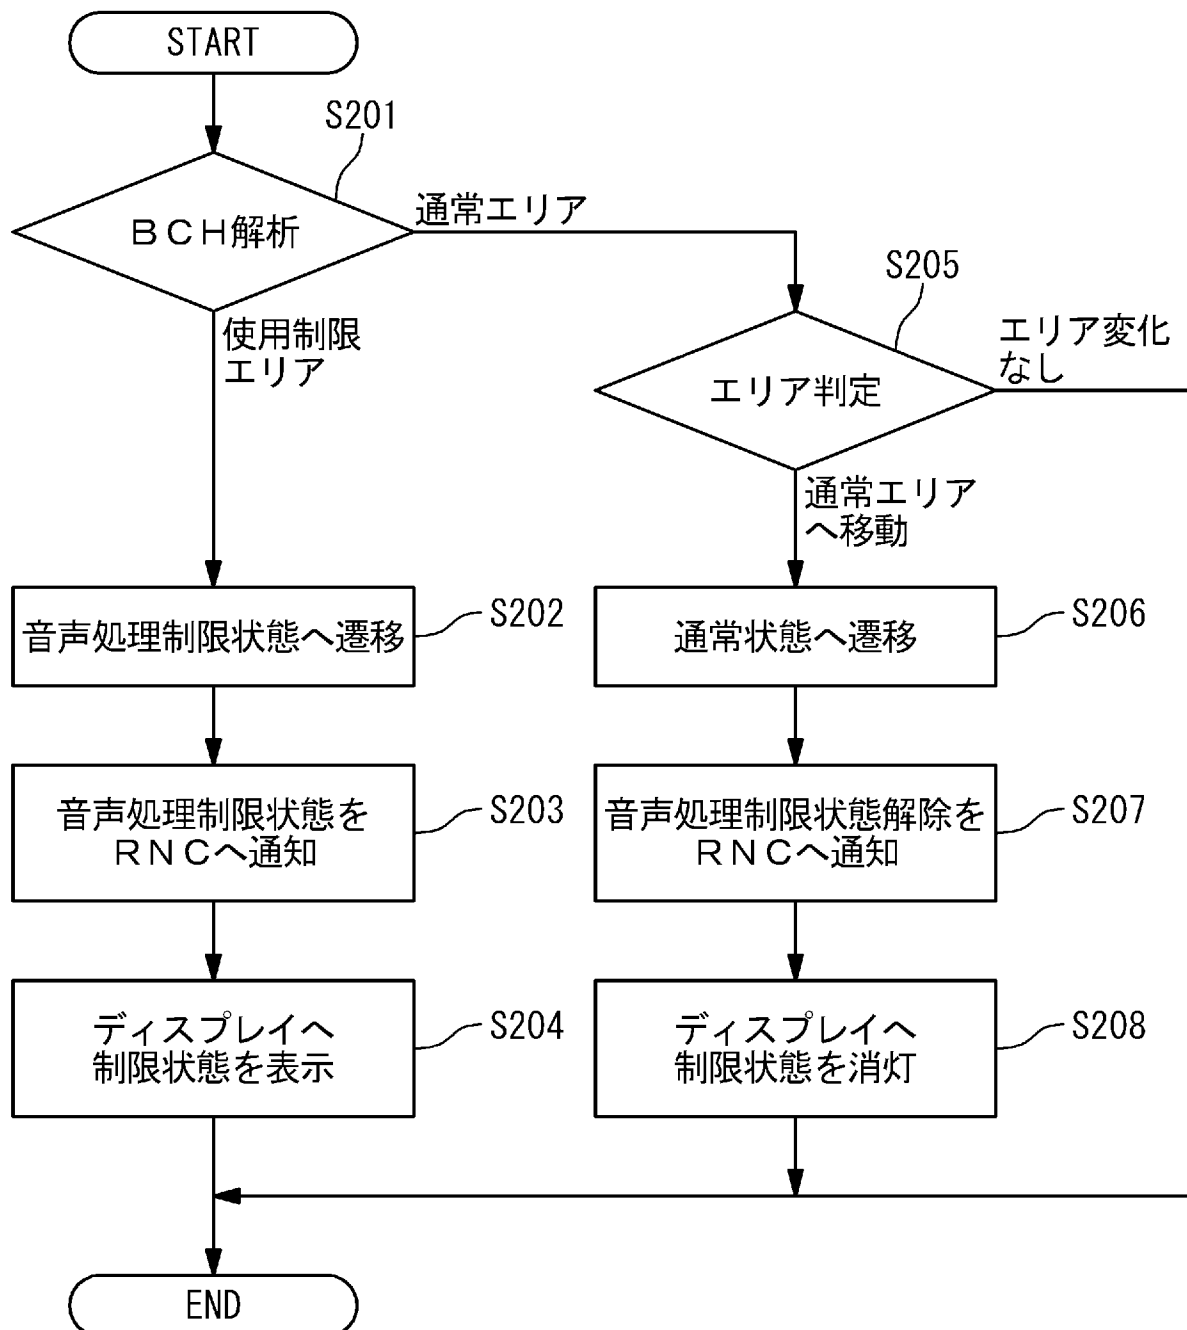 START
S201
BCH解析
通常エリア
使用制限
エリア
S205
エリア判定
エリア変化
なし
通常エリア
へ移動
音声処理制限状態へ遷移
S202
音声処理制限状態を
RNCへ通知
S203
ディスプレイへ
制限状態を表示
S204
通常状態へ遷移
S206
音声処理制限状態解除を
RNCへ通知
S207
ディスプレイへ
制限状態を消灯
S208
END